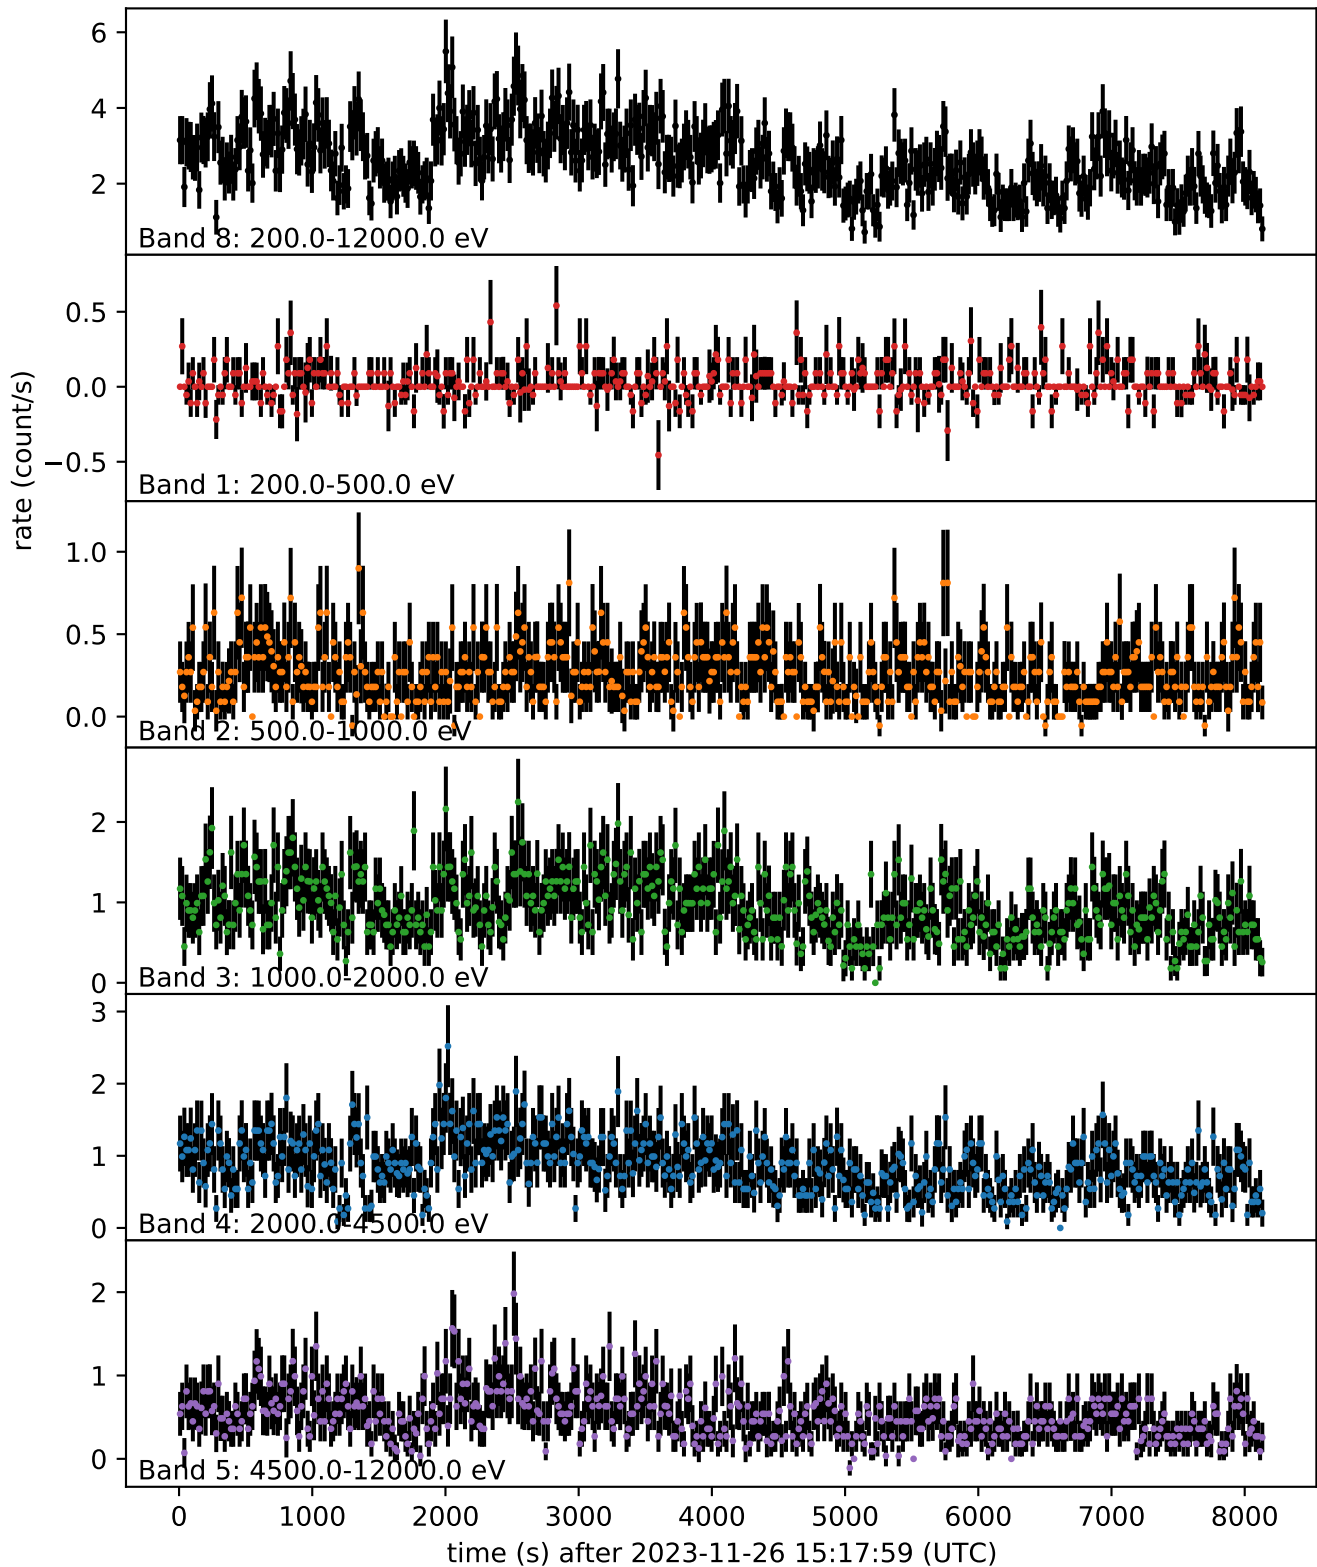 6
4
2
Band 8: 200.0-12000.0 eV
0.5
0.0
−0.5
Band 1: 200.0-500.0 eV
rate (count/s)
1.0
0.5
0.0
Band 2: 500.0-1000.0 eV
2
1
0
Band 3: 1000.0-2000.0 eV
3
2
1
0
Band 4: 2000.0-4500.0 eV
2
1
0
Band 5: 4500.0-12000.0 eV
0 1000 2000 3000 4000 5000 6000 7000 8000
time (s) after 2023-11-26 15:17:59 (UTC)